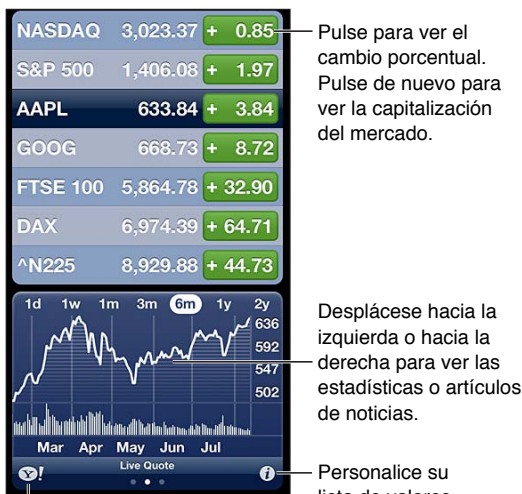 NASDAQ 3,023.37 + 0.85
S&P 500 1,406.08 + 1.97
AAPL 633.84 + 3.84
GOOG 668.73 + 8.72
FTSE 100 5,864.78 + 32.90
DAX 6,974.39 + 64.71
^N225 8,929.88 + 44.73
Pulse para ver el
cambio porcentual.
Pulse de nuevo para
ver la capitalización
del mercado.
1d 1w 1m 3m 6m 1y 2y
636
592
547
502
Mar Apr May Jun Jul
Y! Live Quote i
Desplácese hacia la
izquierda o hacia la
derecha para ver las
estadísticas o artículos
de noticias.
Personalice su
lista de valores